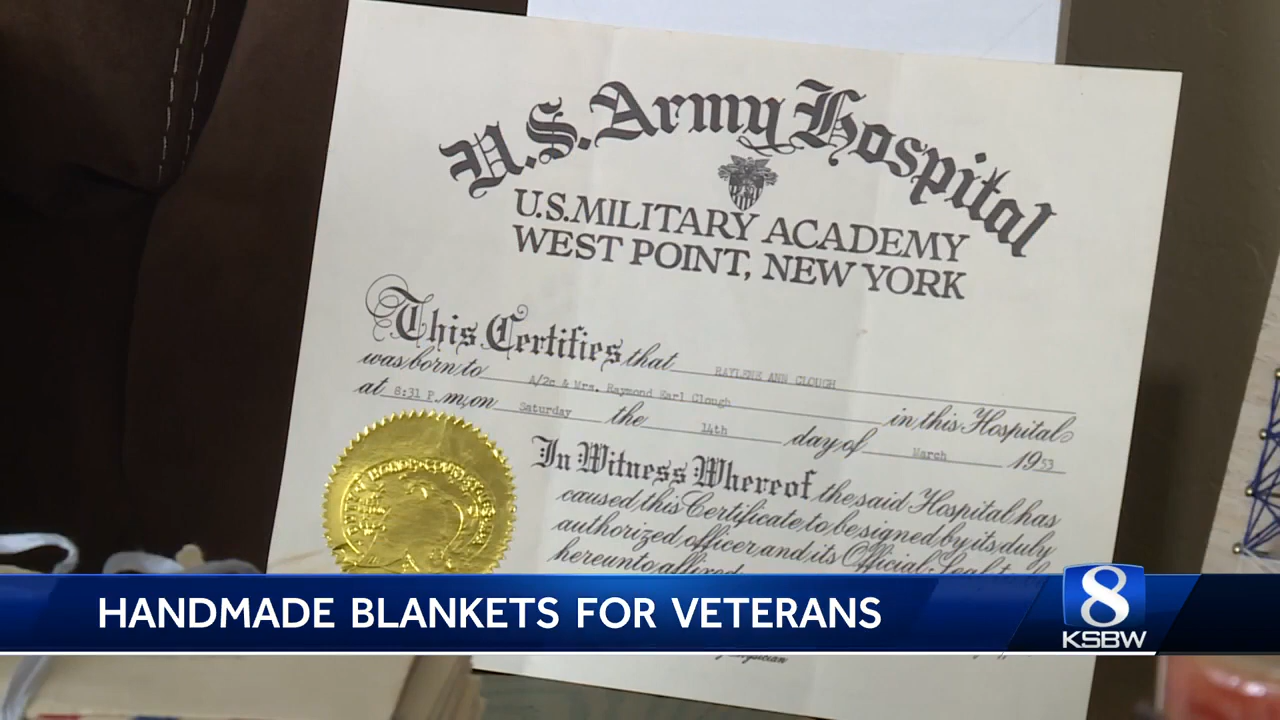 U.S. Army Hospital
U.S. MILITARY ACADEMY
WEST POINT, NEW YORK
This Certifies that RAYLENE ANN CLOUGH
was born to A/2c & Mrs. Raymond Earl Clough in this Hospital
at 8:31 P.m., on Saturday the 14th day of March 1953
In Witness Whereof the said Hospital has
caused this Certificate to be signed by its duly
authorized officer and its Official Seal to
hereunto affixed
HANDMADE BLANKETS FOR VETERANS
8
KSBW